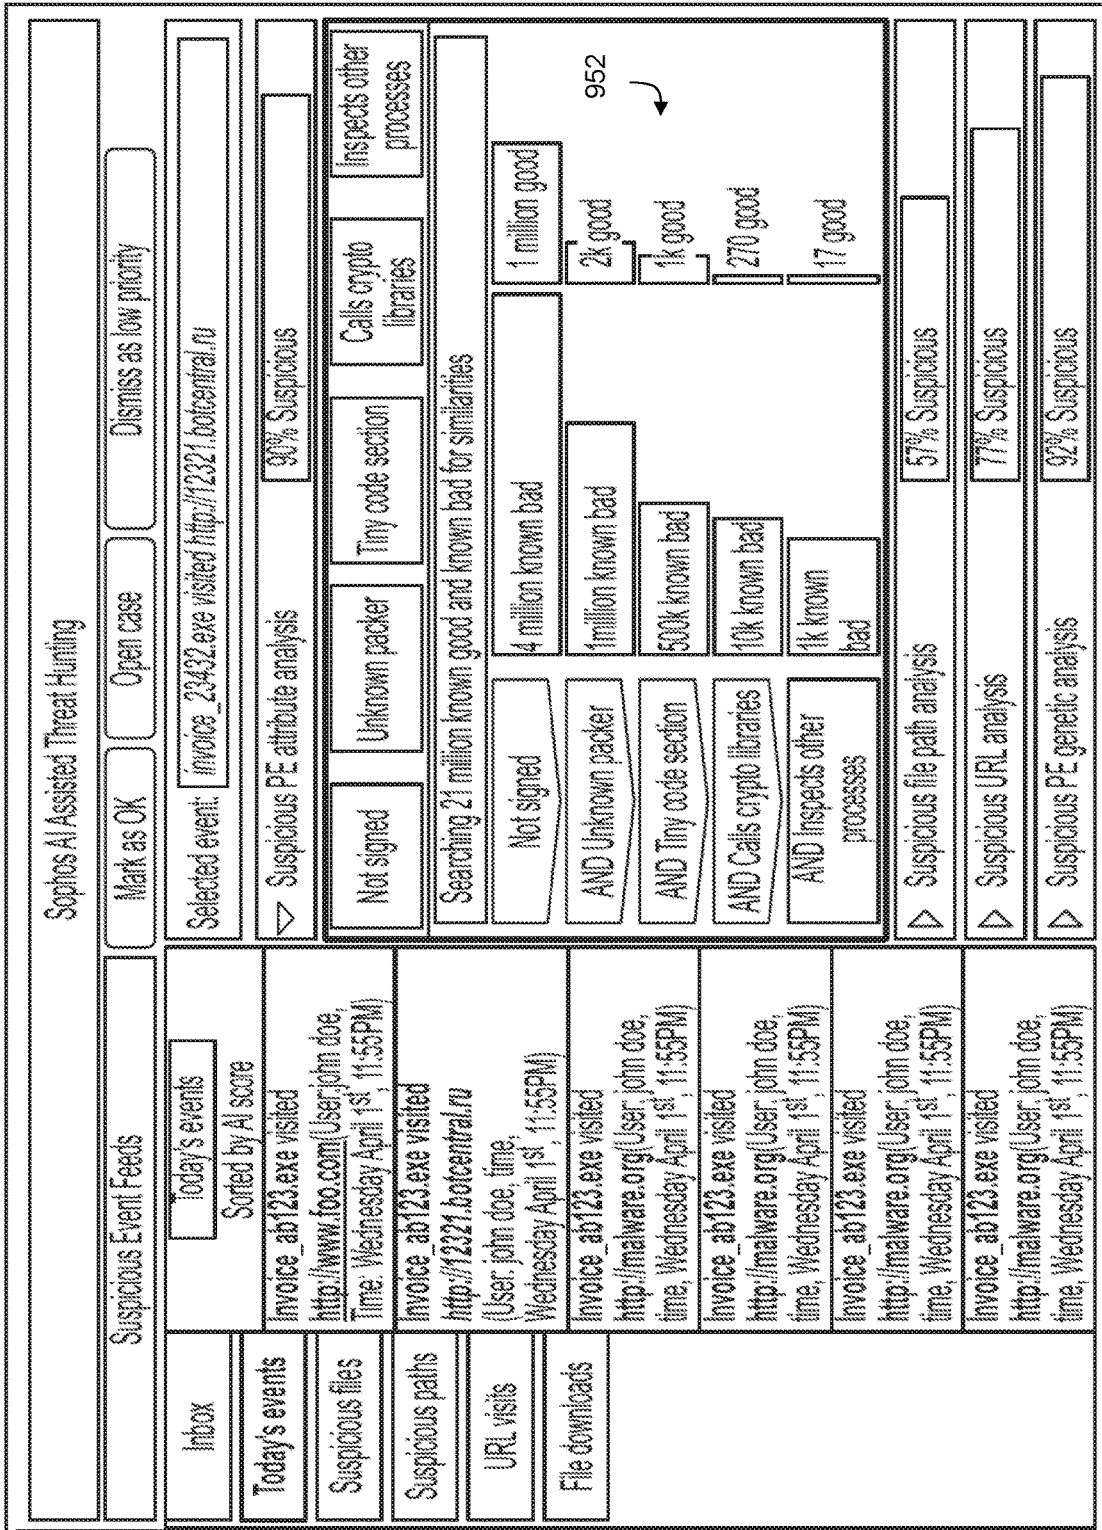 Sophos AI Assisted Threat Hunting
Suspicious Event Feeds
Mark as OK
Open case
Dismiss as low priority
Inbox
Today's events
Suspicious files
Suspicious paths
URL visits
File downloads
Today's events
Sorted by AI score
Invoice_ab123.exe visited
http://www.foo.com(User:john doe,
Time: Wednesday April 1st, 11:55PM)
Invoice_ab123.exe visited
http://12321.botcentral.ru
(User: john doe, time,
Wednesday April 1st, 11:55PM)
Invoice_ab123.exe visited
http://malware.org(User: john doe,
time, Wednesday April 1st, 11:55PM)
Invoice_ab123.exe visited
http://malware.org(User: john doe,
time, Wednesday April 1st, 11:55PM)
Invoice_ab123.exe visited
http://malware.org(User: john doe,
time, Wednesday April 1st, 11:55PM)
Invoice_ab123.exe visited
http://malware.org(User: john doe,
time, Wednesday April 1st, 11:55PM)
Selected event: invoice_23432.exe visited http://12321.botcentral.ru
Suspicious PE attribute analysis
90% Suspicious
Not signed
Unknown packer
Tiny code section
Calls crypto
libraries
Inspects other
processes
Searching 21 million known good and known bad for similarities
Not signed
4 million known bad
1 million good
AND Unknown packer
1million known bad
2k good
AND Tiny code section
500k known bad
1k good
AND Calls crypto libraries
10k known bad
270 good
AND Inspects other
processes
1k known
bad
17 good
952
Suspicious file path analysis
57% Suspicious
Suspicious URL analysis
77% Suspicious
Suspicious PE genetic analysis
92% Suspicious